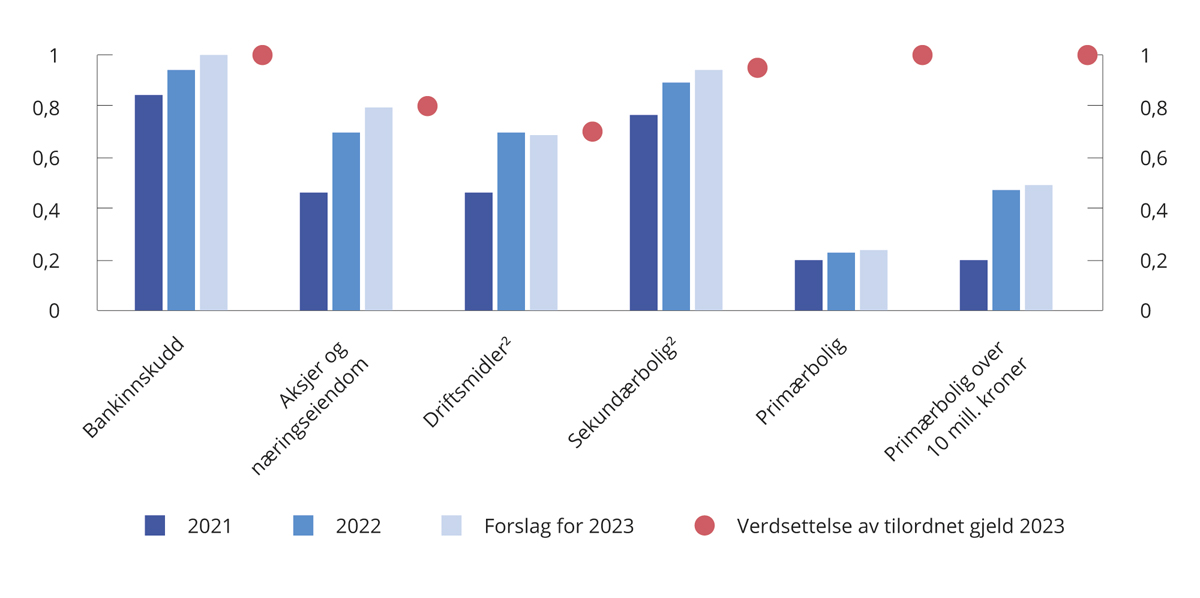 1
0,8
0,6
0,4
0,2
0
1
0,8
0,6
0,4
0,2
0
Bankinnskudd
Aksjer og
næringseiendom
Driftsmidler²
Sekundærbolig²
Primærbolig
Primærbolig over
10 mill. kroner
2021
2022
Forslag for 2023
Verdsettelse av tilordnet gjeld 2023